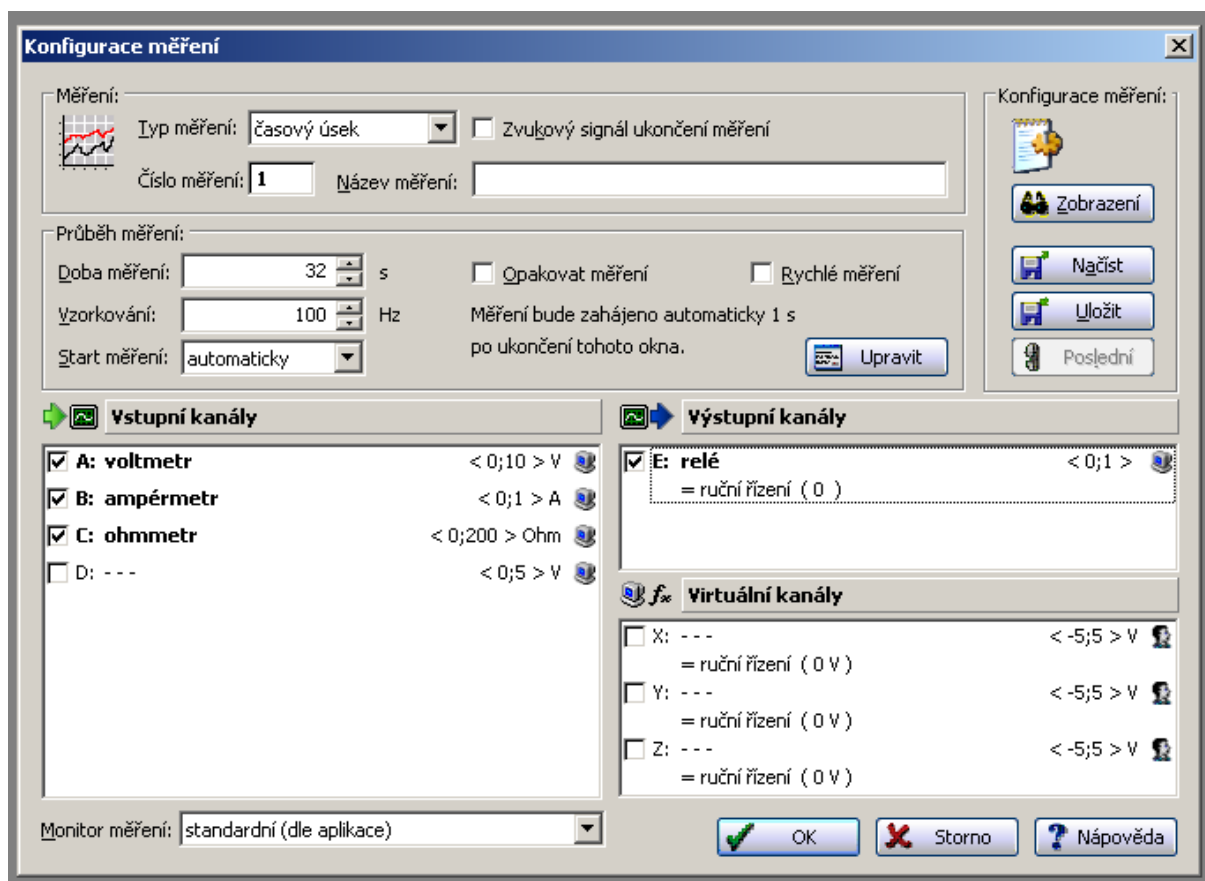 Konfigurace měření
Měření:
Konfigurace měření:
Typ měření: časový úsek Zvukový signál ukončení měření
Číslo měření: 1 Název měření:
Zobrazení
Průběh měření:
Doba měření: 32 s Opakovat měření Rychlé měření
Načíst
Vzorkování: 100 Hz Měření bude zahájeno automaticky 1 s
Uložit
Start měření: automaticky po ukončení tohoto okna. Upravit
Poslední
Vstupní kanály
A: voltmetr < 0;10 > V
B: ampérmetr < 0;1 > A
C: ohmmetr < 0;200 > Ohm
D: - - - < 0;5 > V
Výstupní kanály
E: relé < 0;1 >
= ruční řízení ( 0 )
fx Virtuální kanály
X: - - - < -5;5 > V
= ruční řízení ( 0 V )
Y: - - - < -5;5 > V
= ruční řízení ( 0 V )
Z: - - - < -5;5 > V
= ruční řízení ( 0 V )
Monitor měření: standardní (dle aplikace)
OK Storno Nápověda